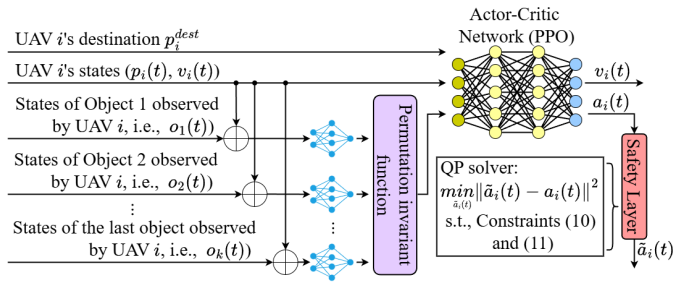 Actor-Critic
Network (PPO)
UAV i's destination p_i^{dest}
UAV i's states (p_i(t), v_i(t))
v_i(t)
a_i(t)
States of Object 1 observed
by UAV i, i.e., o_1(t))
States of Object 2 observed
by UAV i, i.e., o_2(t))
⋮
⋮
States of the last object observed
by UAV i, i.e., o_k(t))
Permutation invariant
function
QP solver:
min_{ã_i(t)} ||ã_i(t) − a_i(t)||^2
s.t., Constraints (10)
and (11)
Safety Layer
ã_i(t)